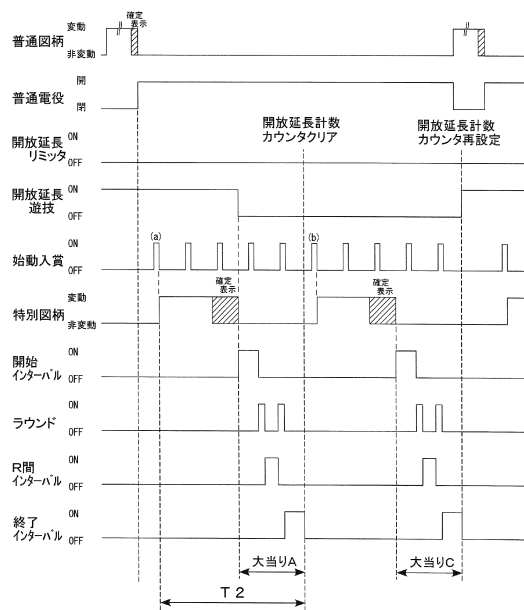 確定
表示
変動
普通図柄
非変動
開
普通電役
閉
開放延長計数
カウンタクリア
開放延長計数
カウンタ再設定
開放延長
リミッタ
ON
OFF
開放延長
遊技
ON
OFF
(a)
(b)
始動入賞
ON
OFF
確定
表示
確定
表示
特別図柄
変動
非変動
開始
インターバル
ON
OFF
ラウンド
ON
OFF
R間
インターバル
ON
OFF
終了
インターバル
ON
OFF
大当りA
大当りC
T2